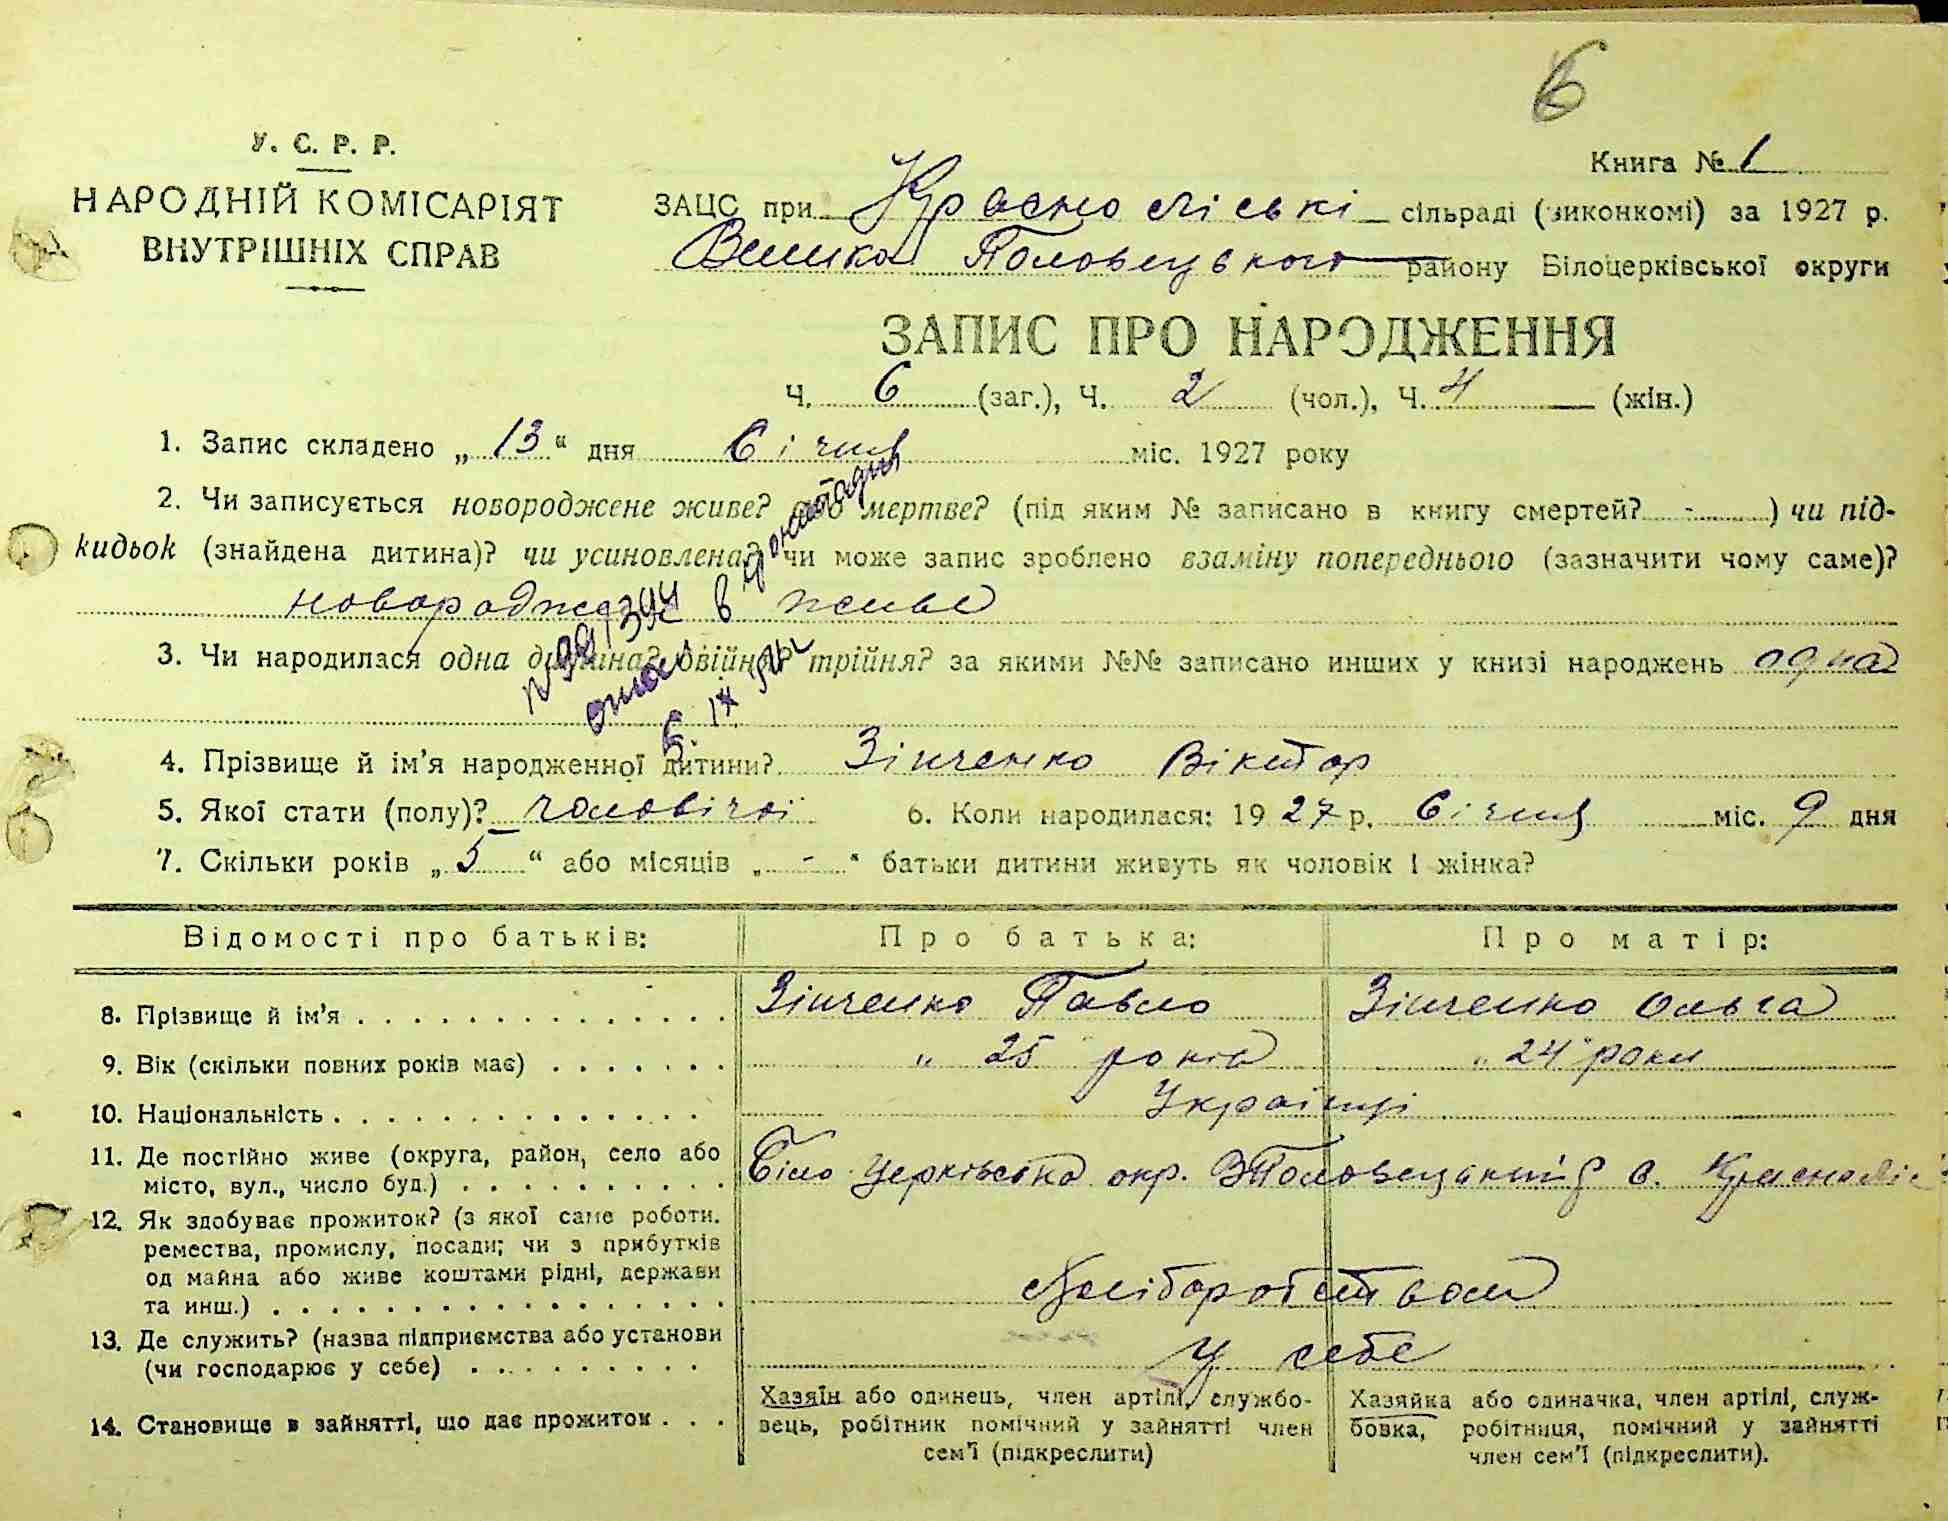 6
У. С. Р. Р.
НАРОДНІЙ КОМІСАРІЯТ
ВНУТРІШНІХ СПРАВ
Книга № 1
ЗАЦС при Красноліські сільраді (виконкомі) за 1927 р.
Велико Половецького району Білоцерківської округи
ЗАПИС ПРО НАРОДЖЕННЯ
Ч. 6 (заг.), Ч. 2 (чол.), Ч. 4 — (жін.)
1. Запис складено „ 13 “ дня Січня міс. 1927 року
2. Чи записується новороджене живе? або мертве? (під яким № записано в книгу смертей? - ) чи під-
кидьок (знайдена дитина)? чи усиновлена? чи може запис зроблено взаміну попереднього (зазначити чому саме)?
новороджене живе
3. Чи народилася одна дитина? двійня? трійня? за якими №№ записано инших у книзі народжень одна
4. Прізвище й ім'я народженної дитини? Зінченко Віктор
5. Якої стати (полу)? чоловічої 6. Коли народилася: 1927 р. Січня міс. 9 дня
7. Скільки років „ 5 “ або місяців „ - “ батьки дитини живуть як чоловік і жінка?
Відомості про батьків: Про батька: Про матір:
8. Прізвище й ім'я Зінченко Павло Зінченко Ольга
9. Вік (скільки повних років має) „ 25 років „ 24 роки
10. Національність Українці
11. Де постійно живе (округа, район, село або
місто, вул., число буд.) Біло Церківська окр. В Половецький р с. Красноліс
12. Як здобуває прожиток? (з якої саме роботи.
ремества, промислу, посади; чи з прибутків
од майна або живе коштами рідні, держави
та инш.) Хліборобством
13. Де служить? (назва підприємства або установи
(чи господарює у себе) у себе
14. Становище в зайнятті, що дає прожиток
Хазяїн або одинець, член артілі, службо-
вець, робітник помічний у зайнятті член
сем'ї (підкреслити)
Хазяйка або одиначка, член артілі, служ-
бовка, робітниця, помічний у зайнятті
член сем'ї (підкреслити).